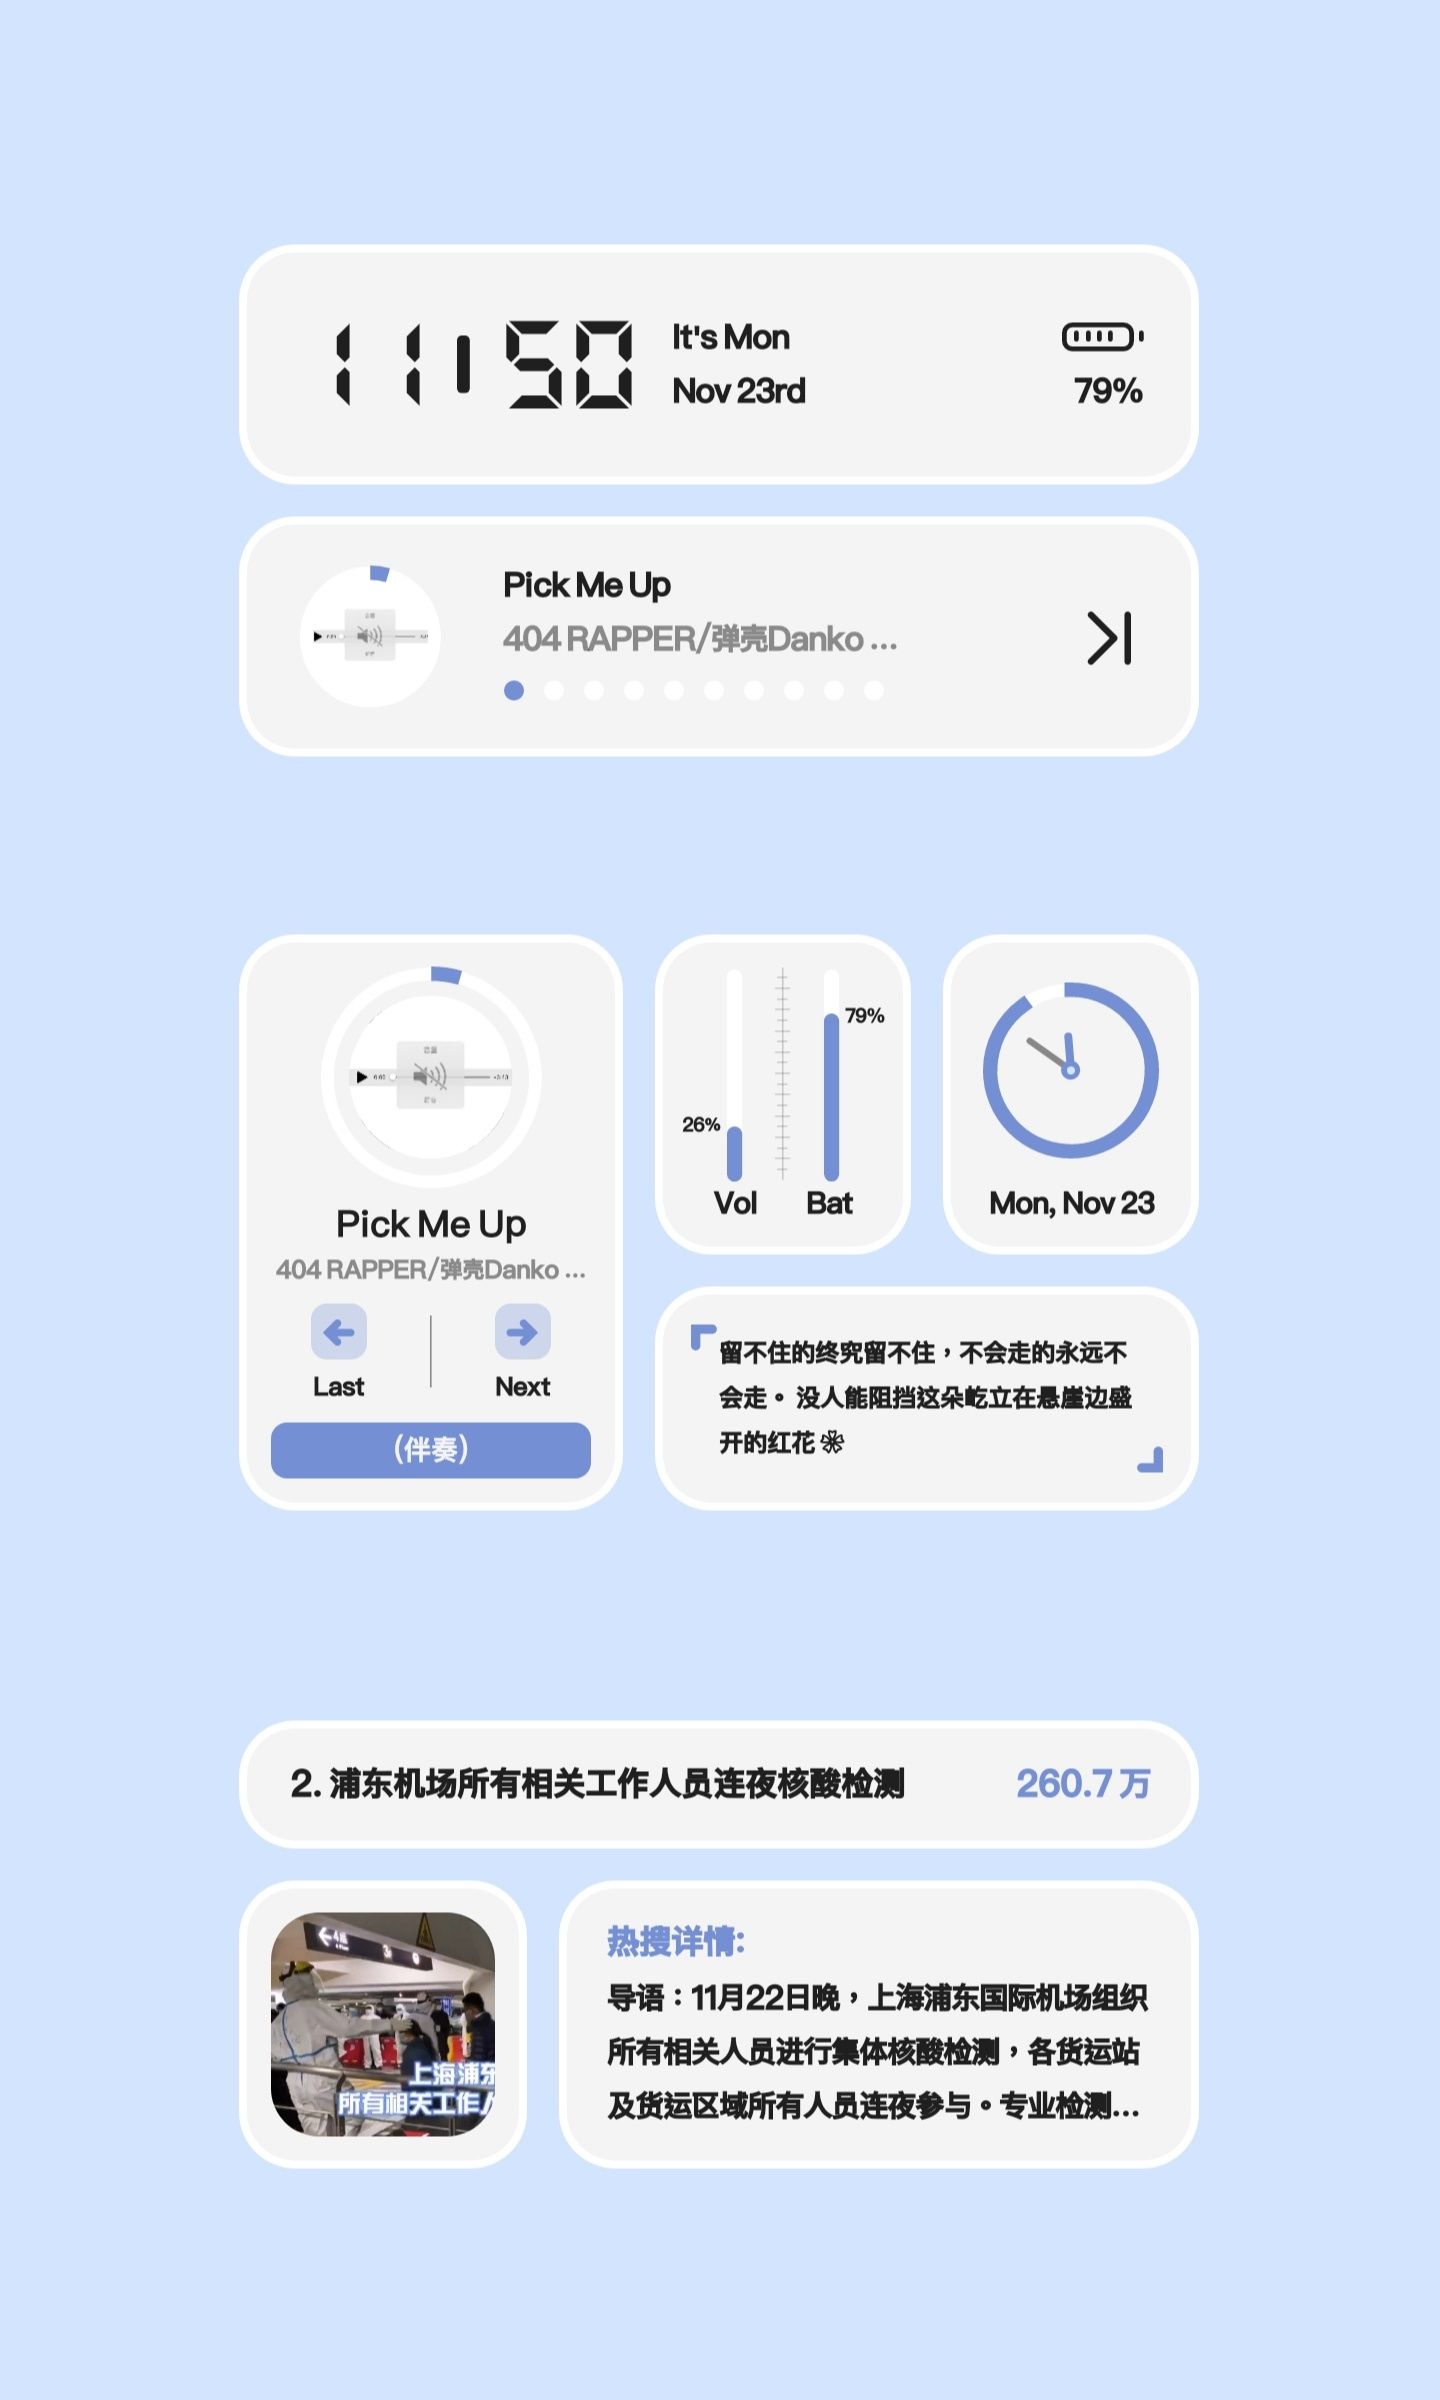 11:50
It's Mon
Nov 23rd
79%
Pick Me Up
404 RAPPER/弹壳Danko ...
Pick Me Up
404 RAPPER/弹壳Danko ...
Last
Next
(伴奏)
26%
79%
Vol
Bat
Mon, Nov 23
留不住的终究留不住，不会走的永远不
会走。没人能阻挡这朵屹立在悬崖边盛
开的红花 ❀
2. 浦东机场所有相关工作人员连夜核酸检测
260.7 万
上海浦东
所有相关工作人
热搜详情:
导语：11月22日晚，上海浦东国际机场组织
所有相关人员进行集体核酸检测，各货运站
及货运区域所有人员连夜参与。专业检测...